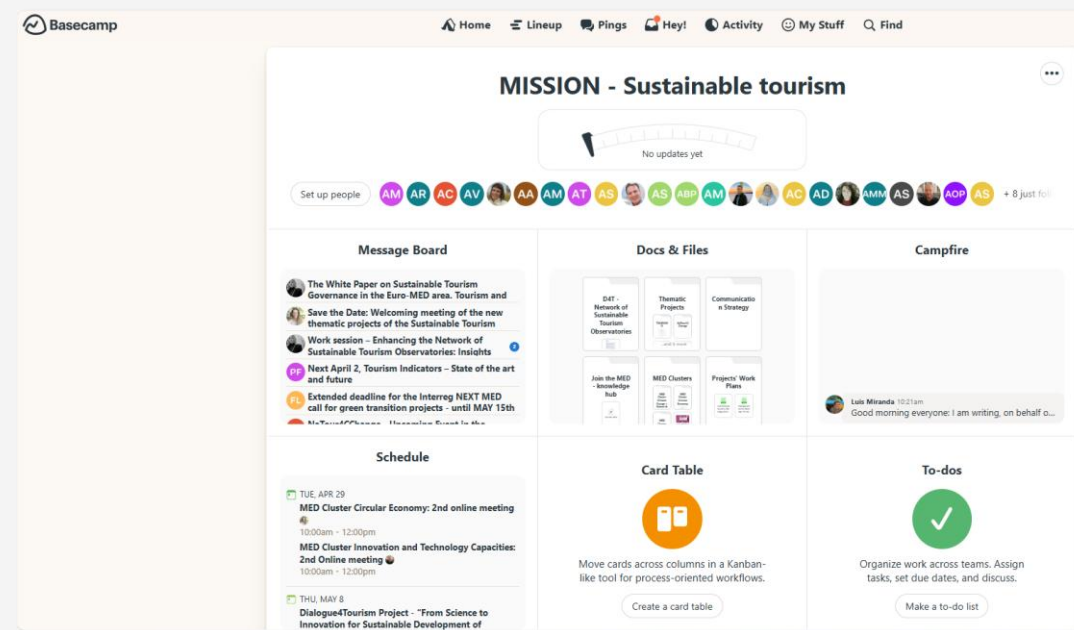 Basecamp
Home Lineup Pings Hey! Activity My Stuff Find
MISSION - Sustainable tourism
No updates yet
Set up people AM AR AC AV AA AM AT AS AS ABP AM AC AD AMM AS AOP AS + 8 just fol
Message Board
The White Paper on Sustainable Tourism
Governance in the Euro-MED area. Tourism and
Save the Date: Welcoming meeting of the new
thematic projects of the Sustainable Tourism
Work session – Enhancing the Network of
Sustainable Tourism Observatories: Insights
PF Next April 2, Tourism Indicators – State of the art
and future
FL Extended deadline for the Interreg NEXT MED
call for green transition projects - until MAY 15th
Docs & Files
D4T -
Network of
Sustainable
Tourism
Observatories
Thematic
Projects
Communicatio
n Strategy
Join the MED
- knowledge
hub
MED Clusters
Projects' Work
Plans
Campfire
Luis Miranda 10:21am
Good morning everyone: I am writing, on behalf o...
Schedule
TUE, APR 29
MED Cluster Circular Economy: 2nd online meeting
10:00am - 12:00pm
MED Cluster Innovation and Technology Capacities:
2nd Online meeting
10:00am - 12:00pm
THU, MAY 8
Dialogue4Tourism Project - "From Science to
Innovation for Sustainable Development of
Card Table
Move cards across columns in a Kanban-
like tool for process-oriented workflows.
Create a card table
To-dos
Organize work across teams. Assign
tasks, set due dates, and discuss.
Make a to-do list